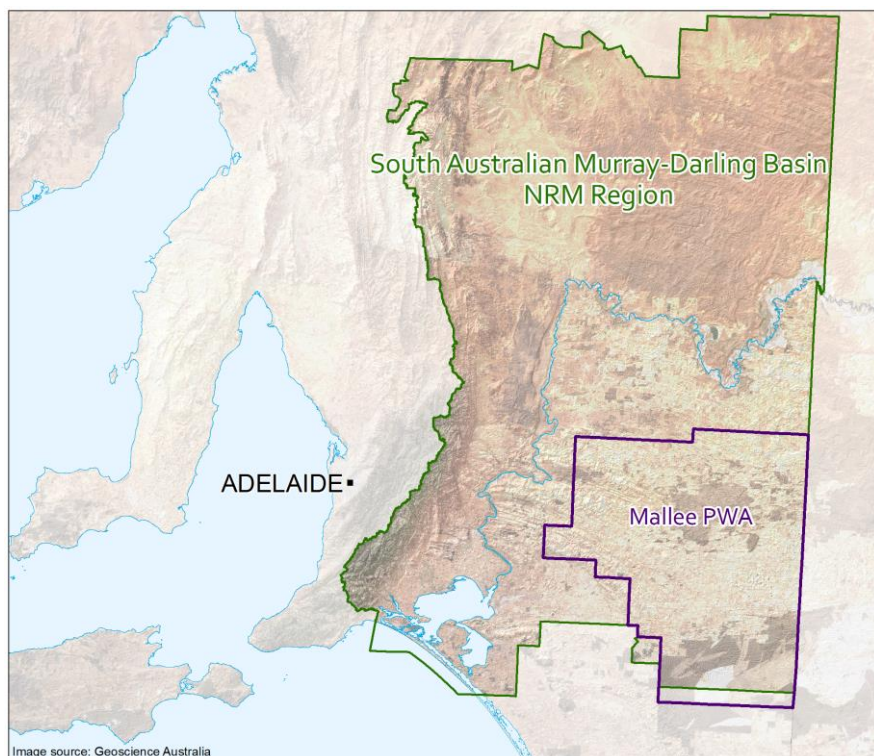 South Australian Murray-Darling Basin
NRM Region
ADELAIDE
Mallee PWA
Image source: Geoscience Australia